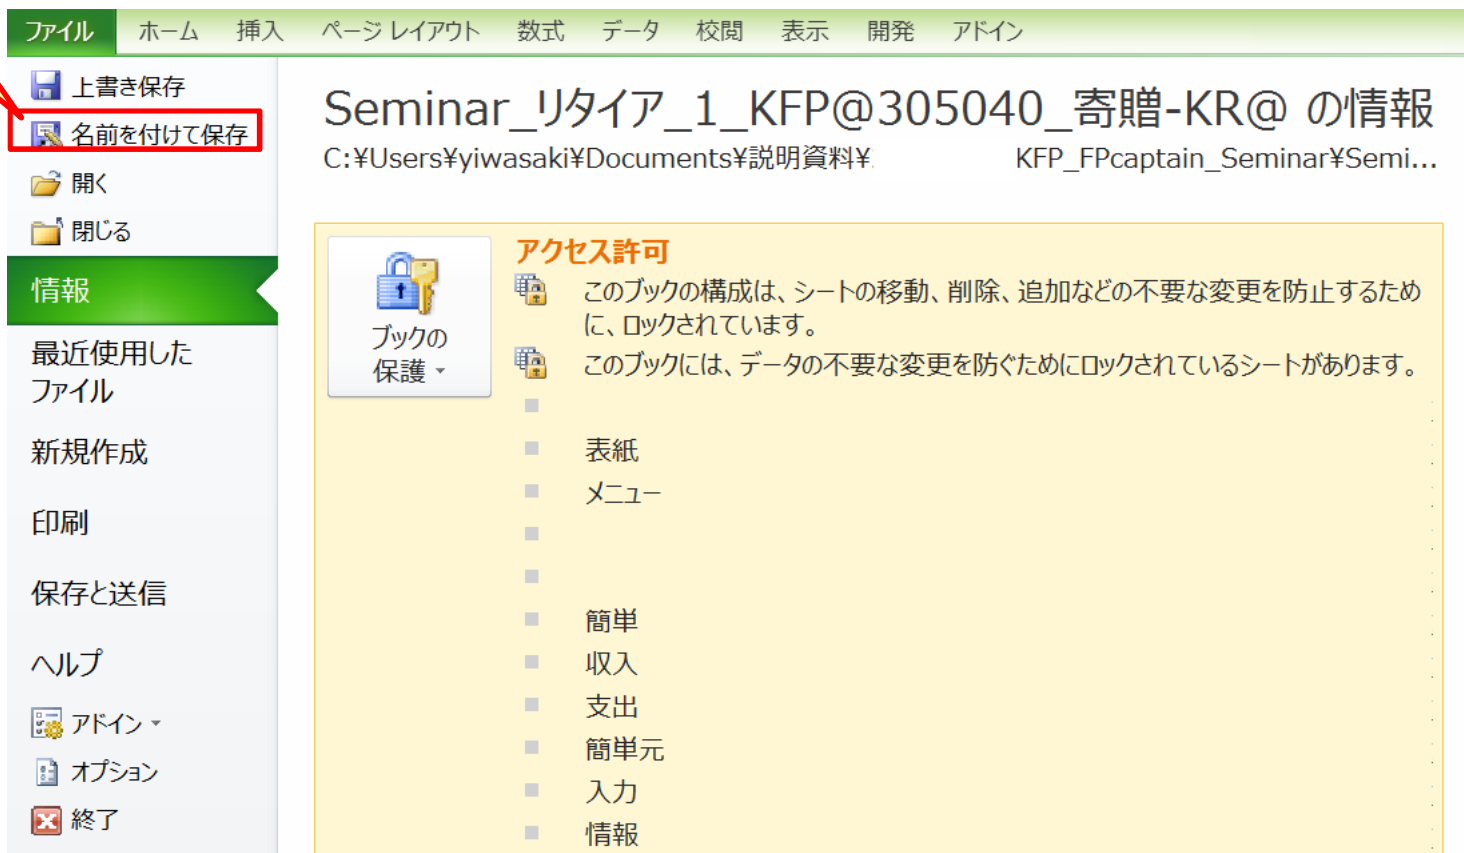 ファイル ホーム 挿入 ページ レイアウト 数式 データ 校閲 表示 開発 アドイン
上書き保存
名前を付けて保存
開く
閉じる
情報
最近使用した
ファイル
新規作成
印刷
保存と送信
ヘルプ
アドイン
オプション
終了
Seminar_リタイア_1_KFP@305040_寄贈-KR@ の情報
C:¥Users¥yiwasaki¥Documents¥説明資料¥ KFP_FPcaptain_Seminar¥Semi...
ブックの
保護
アクセス許可
このブックの構成は、シートの移動、削除、追加などの不要な変更を防止するため
に、ロックされています。
このブックには、データの不要な変更を防ぐためにロックされているシートがあります。
表紙
メニュー
簡単
収入
支出
簡単元
入力
情報